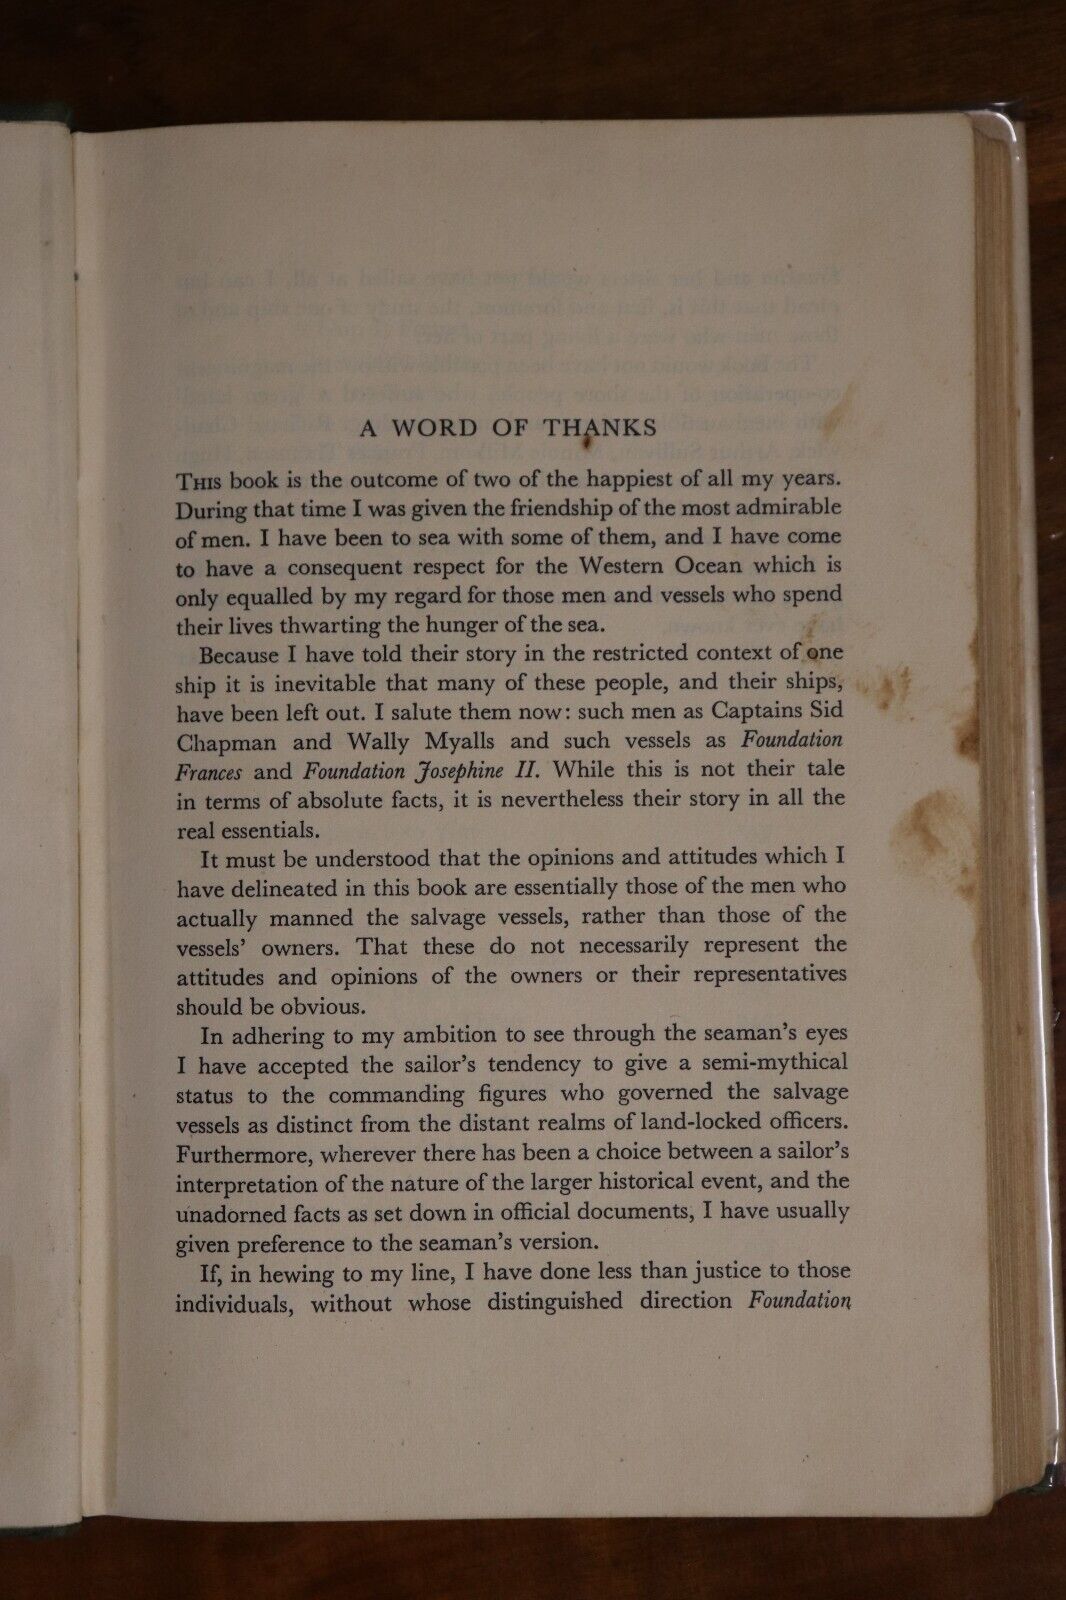 A WORD OF THANKS
THIS book is the outcome of two of the happiest of all my years.
During that time I was given the friendship of the most admirable
of men. I have been to sea with some of them, and I have come
to have a consequent respect for the Western Ocean which is
only equalled by my regard for those men and vessels who spend
their lives thwarting the hunger of the sea.
Because I have told their story in the restricted context of one
ship it is inevitable that many of these people, and their ships,
have been left out. I salute them now: such men as Captains Sid
Chapman and Wally Myalls and such vessels as Foundation
Frances and Foundation Josephine II. While this is not their tale
in terms of absolute facts, it is nevertheless their story in all the
real essentials.
It must be understood that the opinions and attitudes which I
have delineated in this book are essentially those of the men who
actually manned the salvage vessels, rather than those of the
vessels' owners. That these do not necessarily represent the
attitudes and opinions of the owners or their representatives
should be obvious.
In adhering to my ambition to see through the seaman's eyes
I have accepted the sailor's tendency to give a semi-mythical
status to the commanding figures who governed the salvage
vessels as distinct from the distant realms of land-locked officers.
Furthermore, wherever there has been a choice between a sailor's
interpretation of the nature of the larger historical event, and the
unadorned facts as set down in official documents, I have usually
given preference to the seaman's version.
If, in hewing to my line, I have done less than justice to those
individuals, without whose distinguished direction Foundation